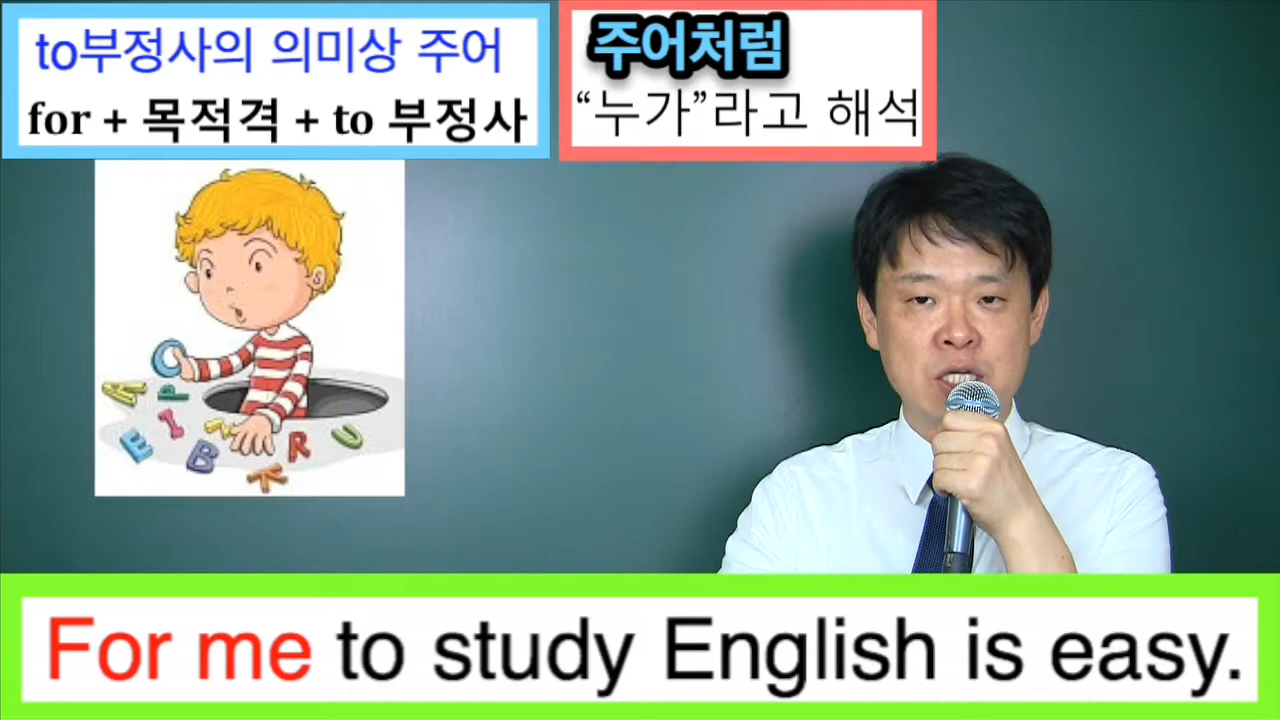 to부정사의 의미상 주어
for + 목적격 + to 부정사
주어처럼
“누가”라고 해석
M P I E B R U K
For me to study English is easy.